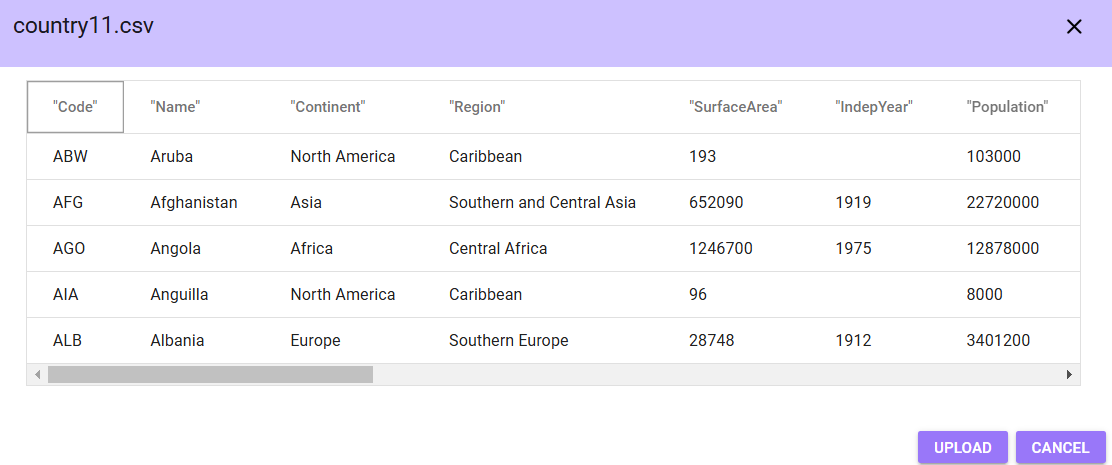 country11.csv
"Code" "Name" "Continent" "Region" "SurfaceArea" "IndepYear" "Population"
ABW Aruba North America Caribbean 193 103000
AFG Afghanistan Asia Southern and Central Asia 652090 1919 22720000
AGO Angola Africa Central Africa 1246700 1975 12878000
AIA Anguilla North America Caribbean 96 8000
ALB Albania Europe Southern Europe 28748 1912 3401200
UPLOAD CANCEL